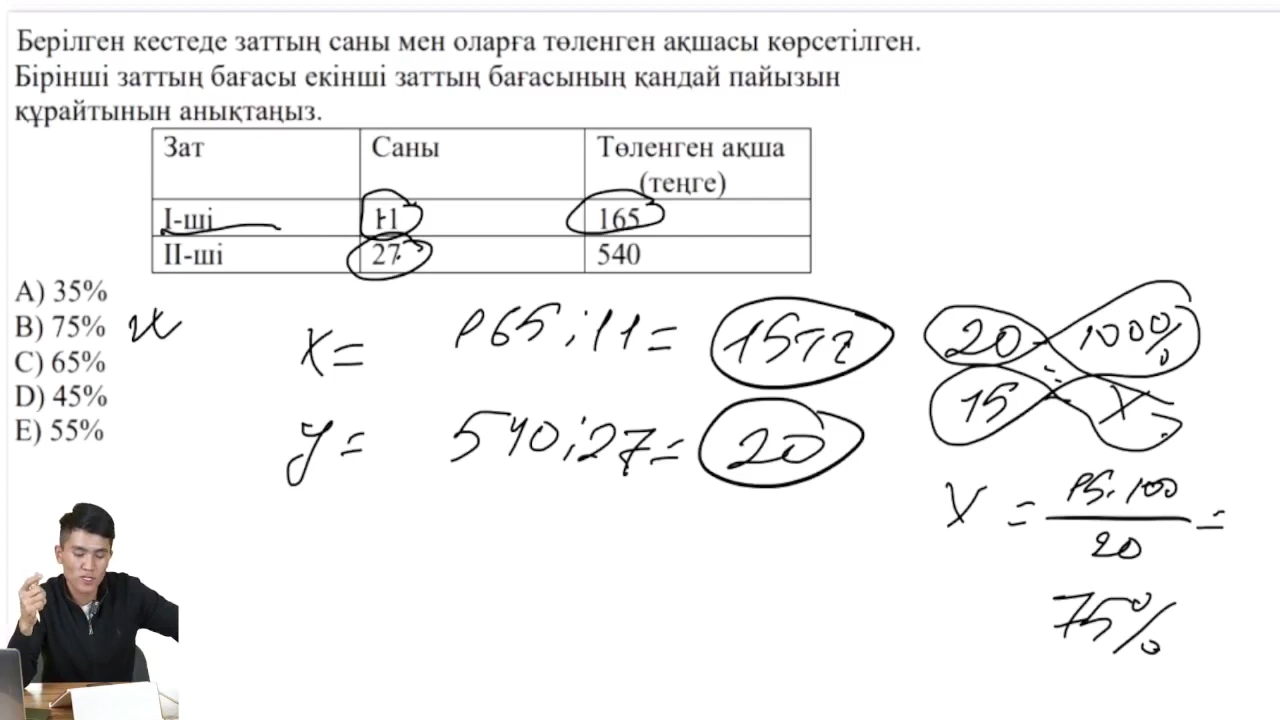 Берілген кестеде заттың саны мен оларға төленген ақшасы көрсетілген.
Бірінші заттың бағасы екінші заттың бағасының қандай пайызын
құрайтынын анықтаңыз.
Зат Саны Төленген ақша
(теңге)
І-ші 11 165
ІІ-ші 27 540
A) 35%
B) 75%
C) 65%
D) 45%
E) 55%
x = 165 : 11 = 15тг
y = 540 : 27 = 20
20 - 100%
15 - x
x = 15 · 100 / 20 =
75%